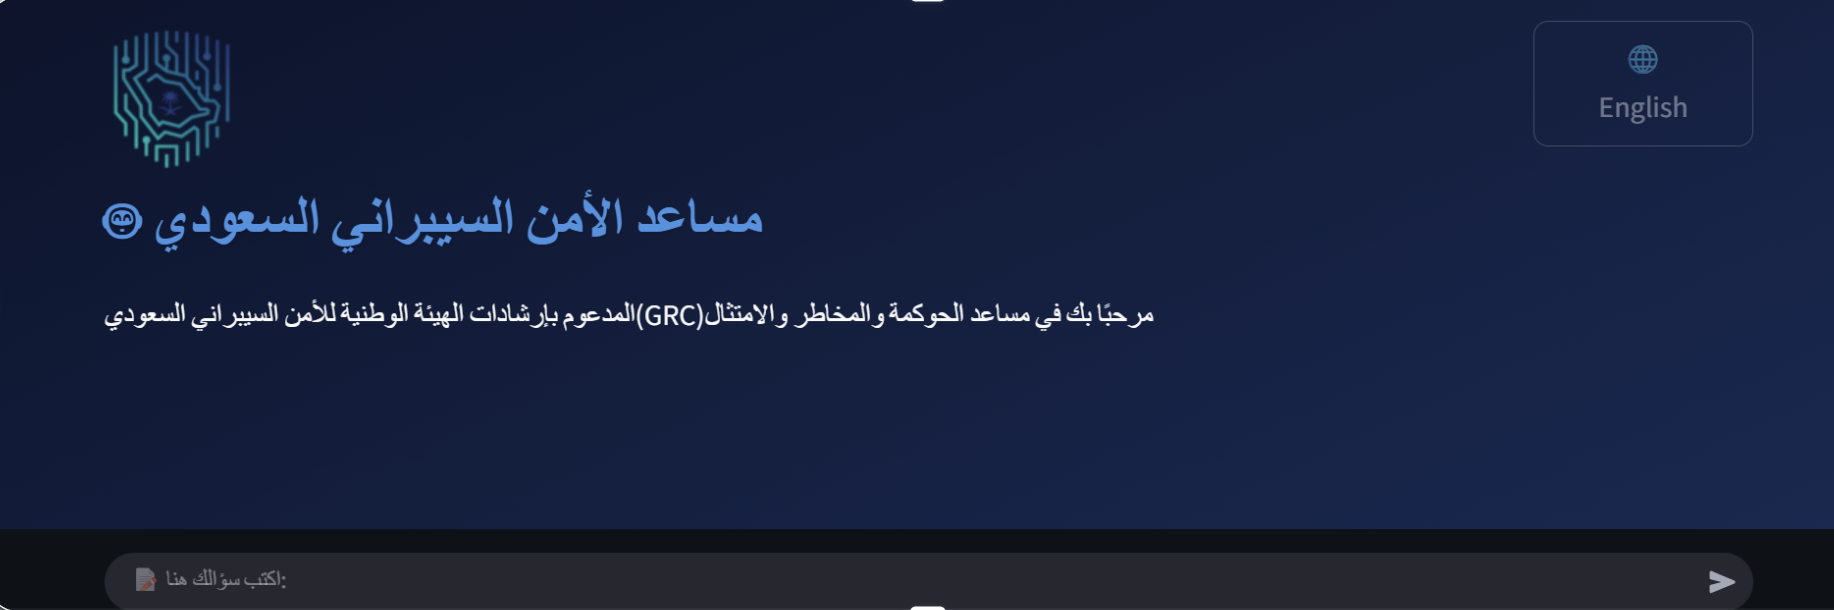 English
مساعد الأمن السيبراني السعودي
مرحبًا بك في مساعد الحوكمة والمخاطر والامتثال(GRC)المدعوم بإرشادات الهيئة الوطنية للأمن السيبراني السعودي
اكتب سؤالك هنا: